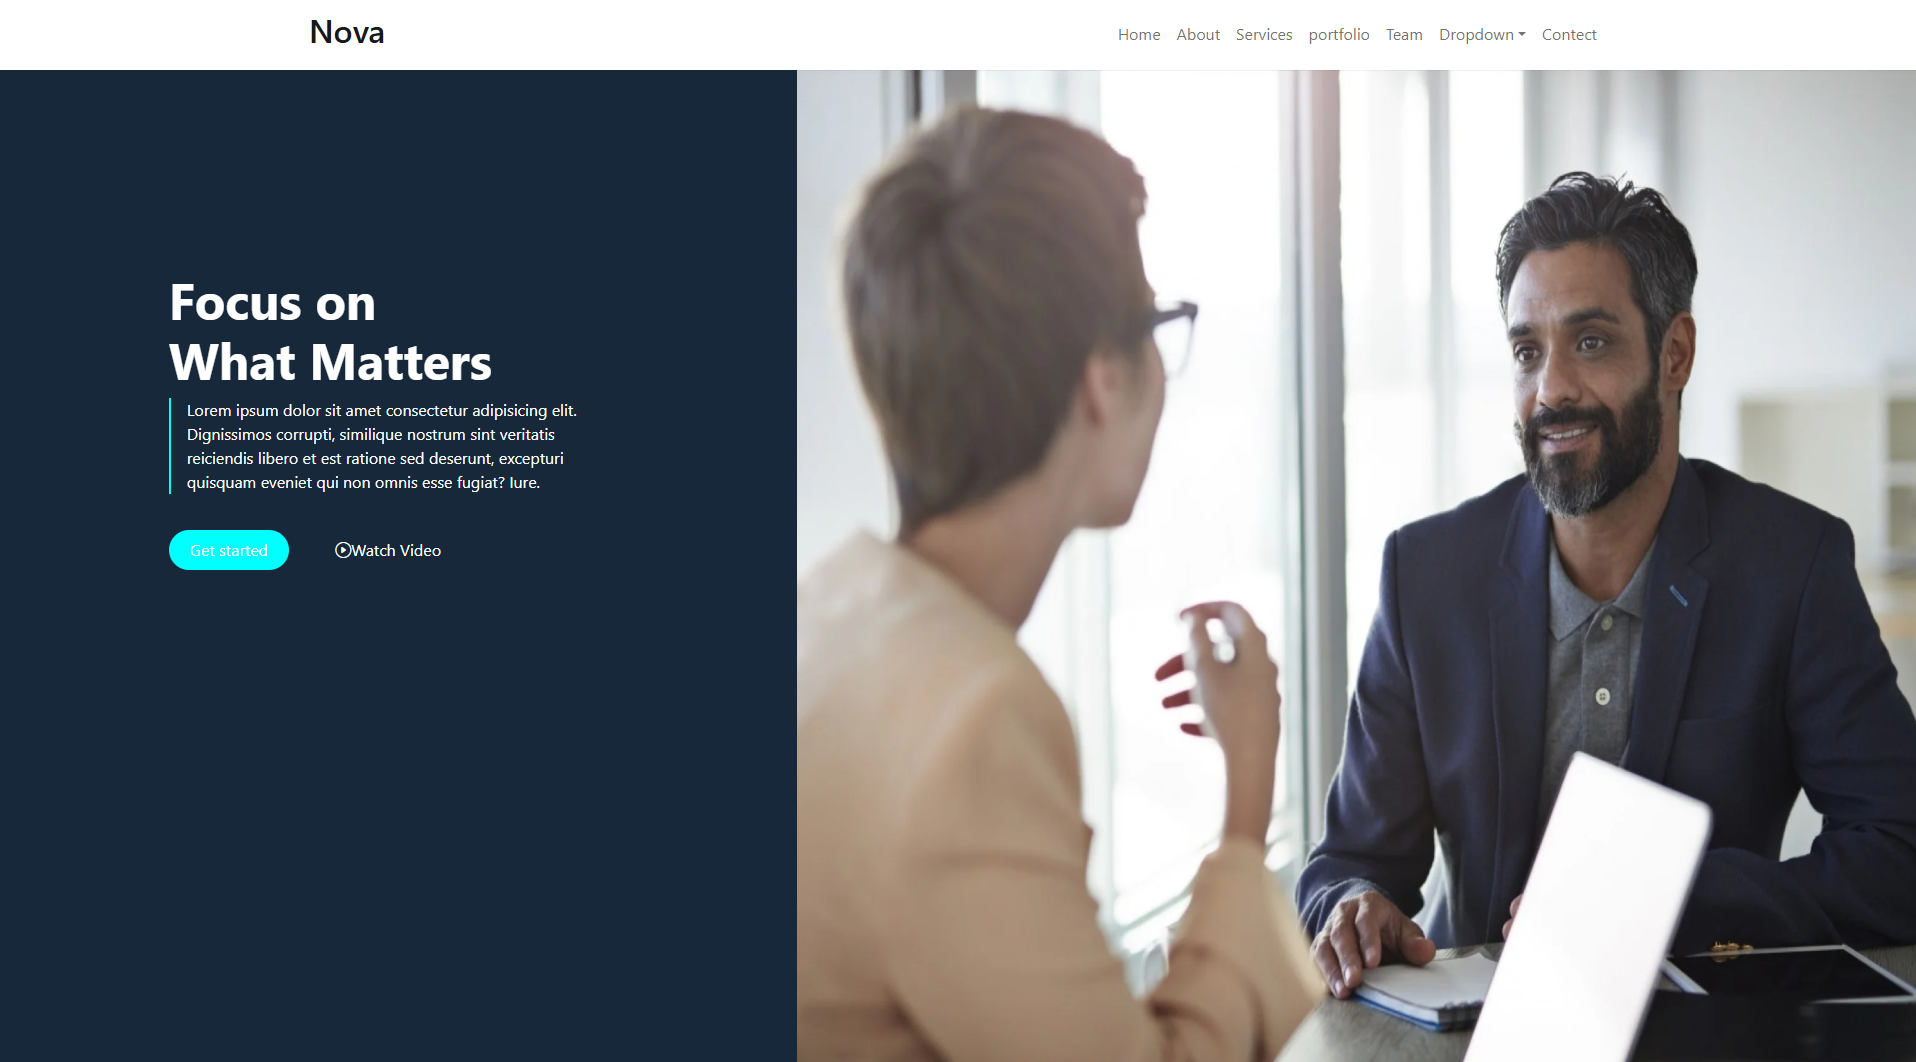 Nova
Home About Services portfolio Team Dropdown Contect
Focus on
What Matters
Lorem ipsum dolor sit amet consectetur adipisicing elit.
Dignissimos corrupti, similique nostrum sint veritatis
reiciendis libero et est ratione sed deserunt, excepturi
quisquam eveniet qui non omnis esse fugiat? Iure.
Get started Watch Video